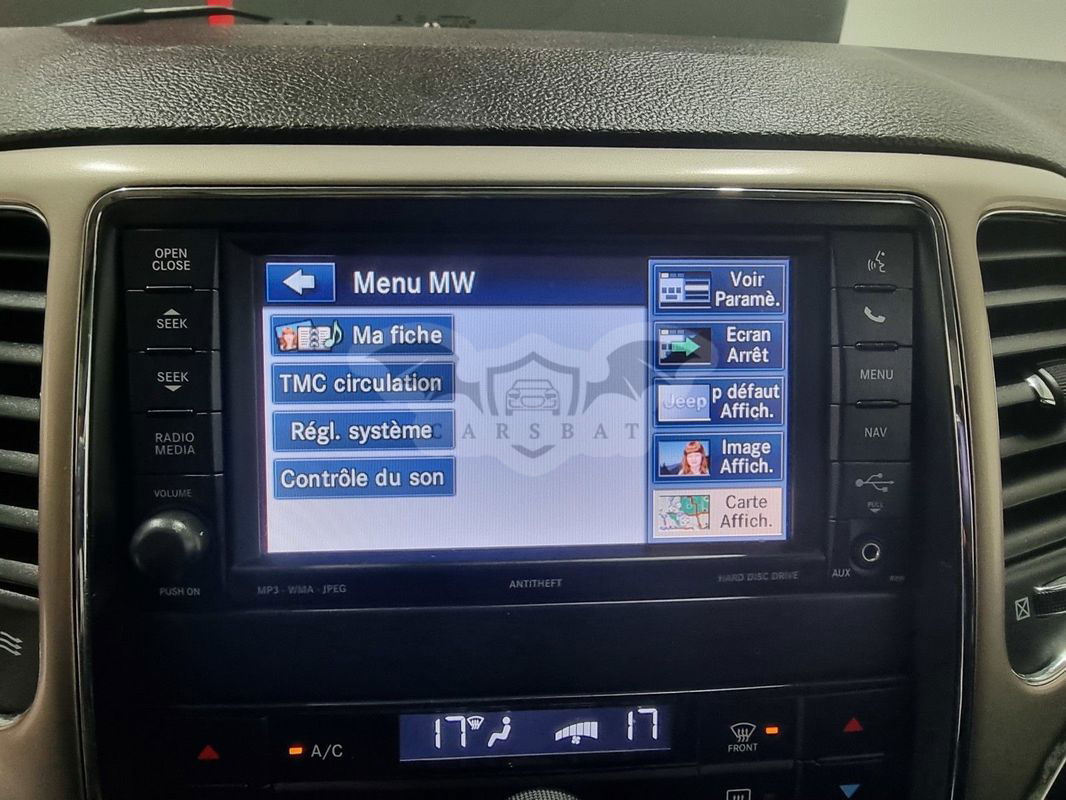 OPEN
CLOSE
SEEK
SEEK
RADIO
MEDIA
VOLUME
PUSH ON
Menu MW
Ma fiche
TMC circulation
Régl. système
Contrôle du son
Voir
Paramè.
Ecran
Arrêt
Jeep
p défaut
Affich.
Image
Affich.
Carte
Affich.
CARSBAT
MENU
NAV
PULL
AUX
MP3 - WMA - JPEG
ANTITHEFT
HARD DISC DRIVE
A/C
17
17
FRONT